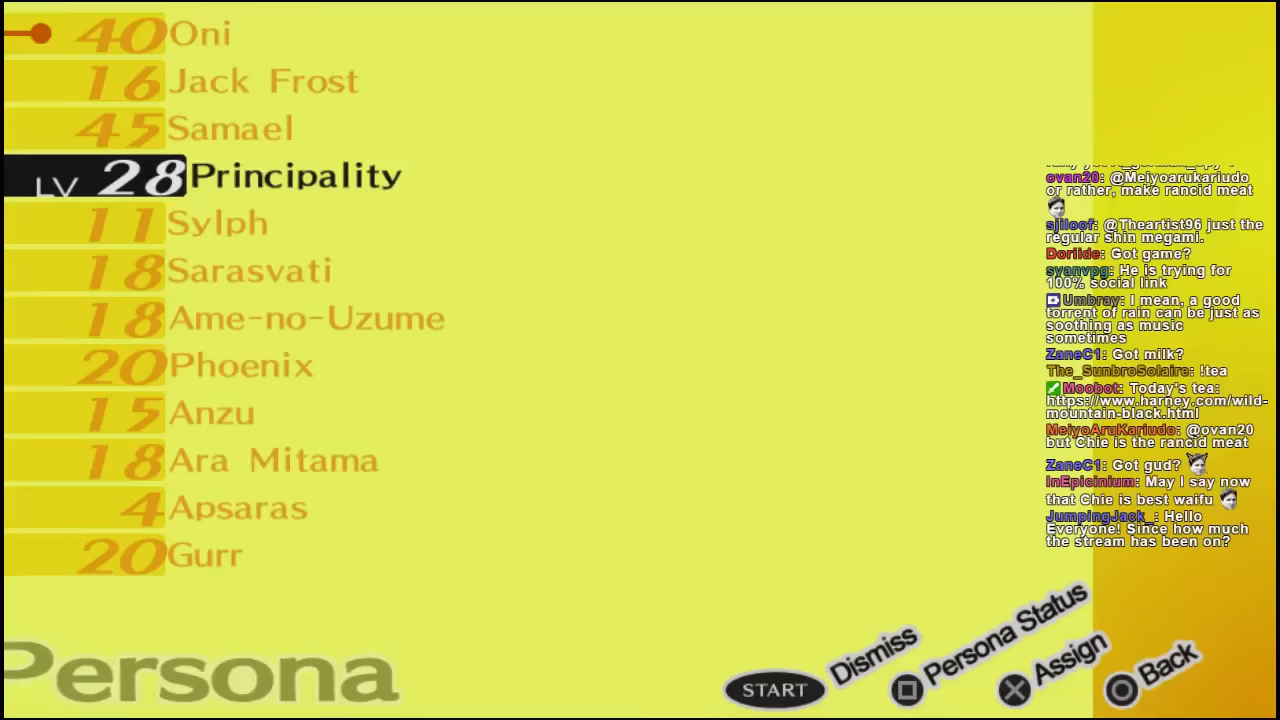 40 Oni
16 Jack Frost
45 Samael
LV 28 Principality
11 Sylph
18 Sarasvati
18 Ame-no-Uzume
20 Phoenix
15 Anzu
18 Ara Mitama
4 Apsaras
20 Gurr
ovan20: @Meiyoarukariudo
or rather, make rancid meat
sjiloof: @Theartist96 just the
regular shin megami.
Doriide: Got game?
syanvpg: He is trying for
100% social link
Umbray: I mean, a good
torrent of rain can be just as
soothing as music
sometimes
ZaneC1: Got milk?
The_SunbroSolaire: !tea
Moobot: Today's tea:
https://www.harney.com/wild-
mountain-black.html
MeiyoAruKariudo: @ovan20
but Chie is the rancid meat
ZaneC1: Got gud?
InEpicinium: May I say now
that Chie is best waifu
JumpingJack_: Hello
Everyone! Since how much
the stream has been on?
Persona
START Dismiss
Persona Status
Assign
Back